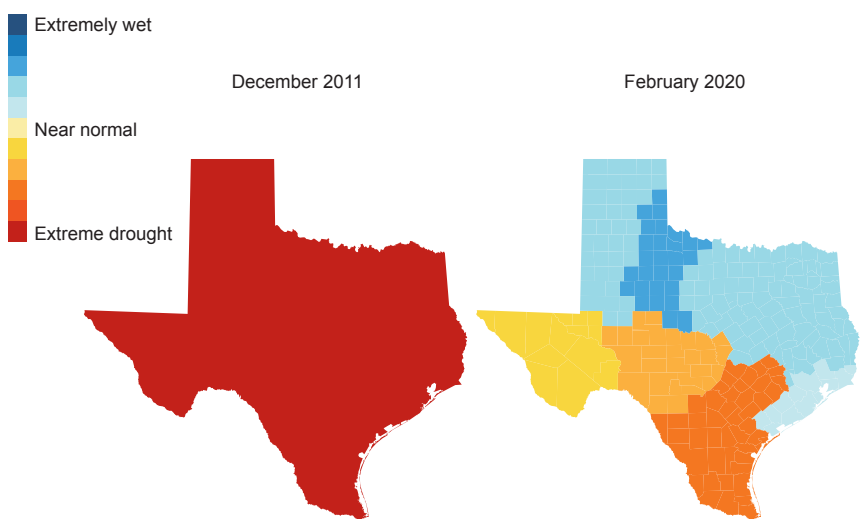 Extremely wet
December 2011
February 2020
Near normal
Extreme drought